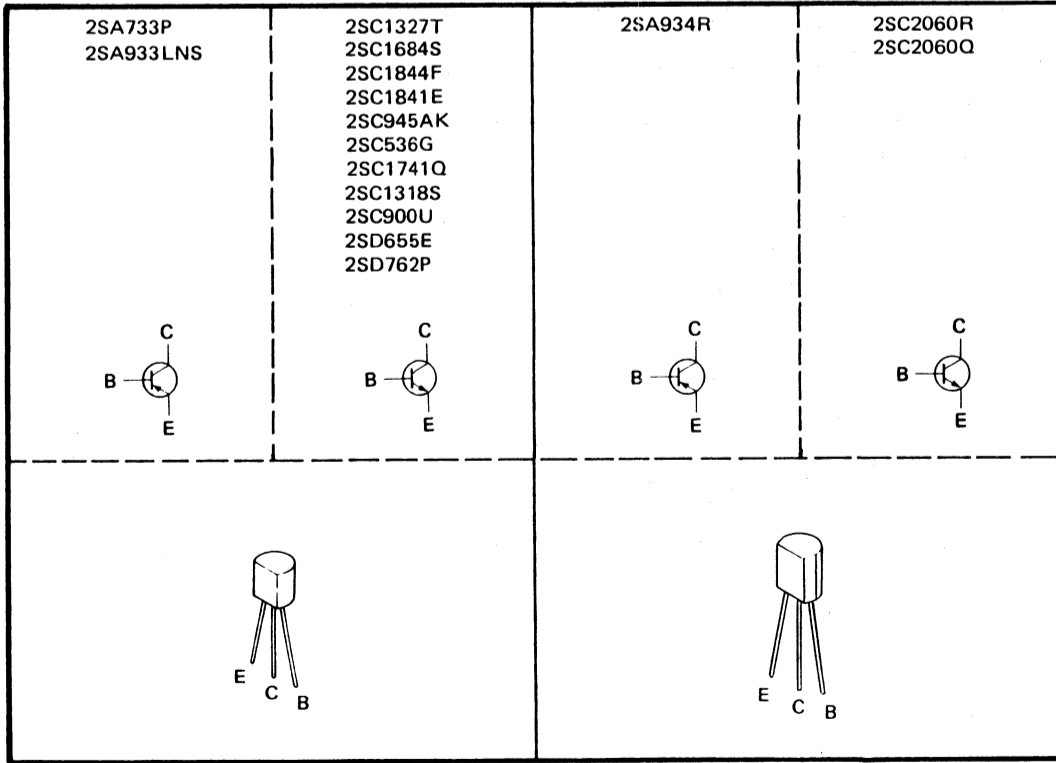 2SA733P
2SA933LNS
2SC1327T
2SC1684S
2SC1844F
2SC1841E
2SC945AK
2SC536G
2SC1741Q
2SC1318S
2SC900U
2SD655E
2SD762P
2SA934R
2SC2060R
2SC2060Q
C
B
E
C
B
E
C
B
E
C
B
E
E
C
B
E
C
B